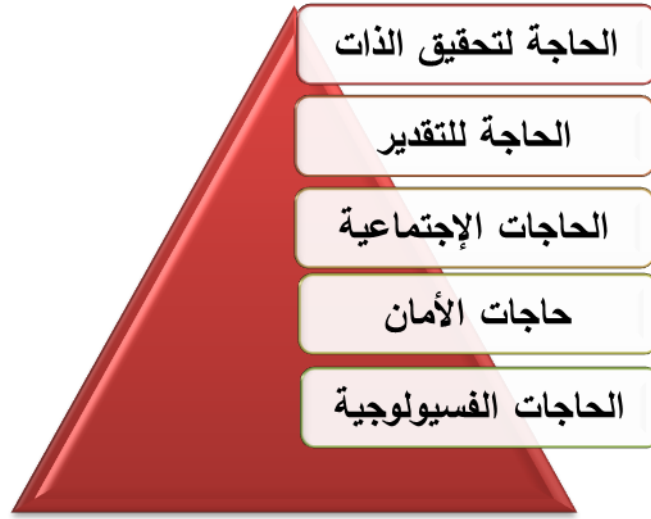 الحاجة لتحقيق الذات
الحاجة للتقدير
الحاجات الإجتماعية
حاجات الأمان
الحاجات الفسيولوجية